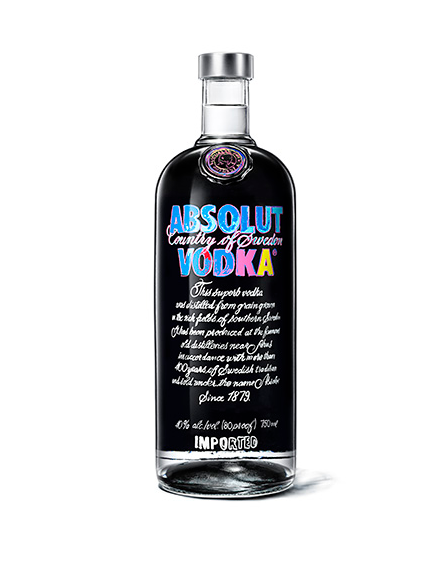 ABSOLUT
Country of Sweden
VODKA®
This superb vodka
was distilled from grain grown
in the rich fields of southern Sweden
It has been produced at the famous
old distilleries near Åhus
in accordance with more than
400 years of Swedish tradition
and sold under the name Absolut
Since 1879.
40% alc/vol (80 proof) 750 ml
IMPORTED